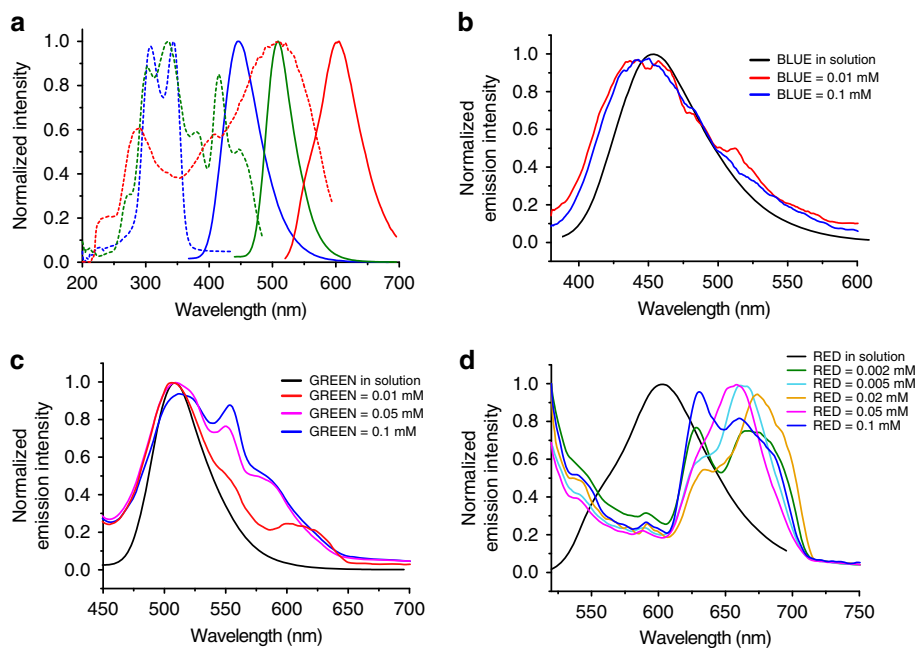 a
Normalized intensity
1.0
0.8
0.6
0.4
0.2
0.0
200 300 400 500 600 700
Wavelength (nm)
b
Normalized
emission intensity
1.0
0.8
0.6
0.4
0.2
0.0
BLUE in solution
BLUE = 0.01 mM
BLUE = 0.1 mM
400 450 500 550 600
Wavelength (nm)
c
Normalized
emission intensity
1.0
0.8
0.6
0.4
0.2
0.0
GREEN in solution
GREEN = 0.01 mM
GREEN = 0.05 mM
GREEN = 0.1 mM
450 500 550 600 650 700
Wavelength (nm)
d
Normalized
emission intensity
1.0
0.8
0.6
0.4
0.2
0.0
RED in solution
RED = 0.002 mM
RED = 0.005 mM
RED = 0.02 mM
RED = 0.05 mM
RED = 0.1 mM
550 600 650 700 750
Wavelength (nm)